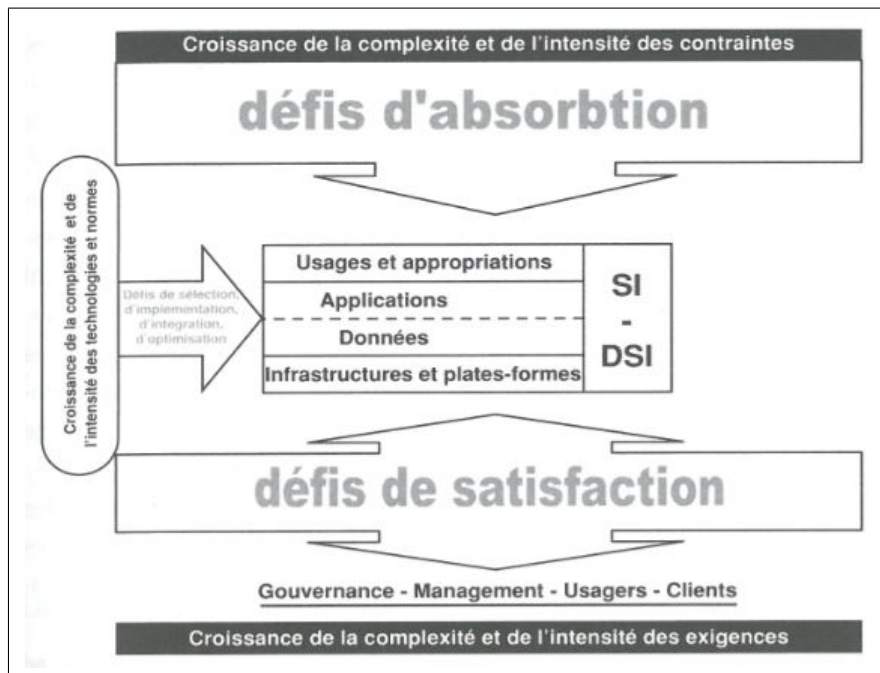 Croissance de la complexité et de l'intensité des contraintes
défis d'absorbtion
Croissance de la complexité et de
l'intensité des technologies et normes
Défis de sélection,
d'implémentation,
d'intégration,
d'optimisation
Usages et appropriations
Applications
Données
Infrastructures et plates-formes
SI
-
DSI
défis de satisfaction
Gouvernance - Management - Usagers - Clients
Croissance de la complexité et de l'intensité des exigences